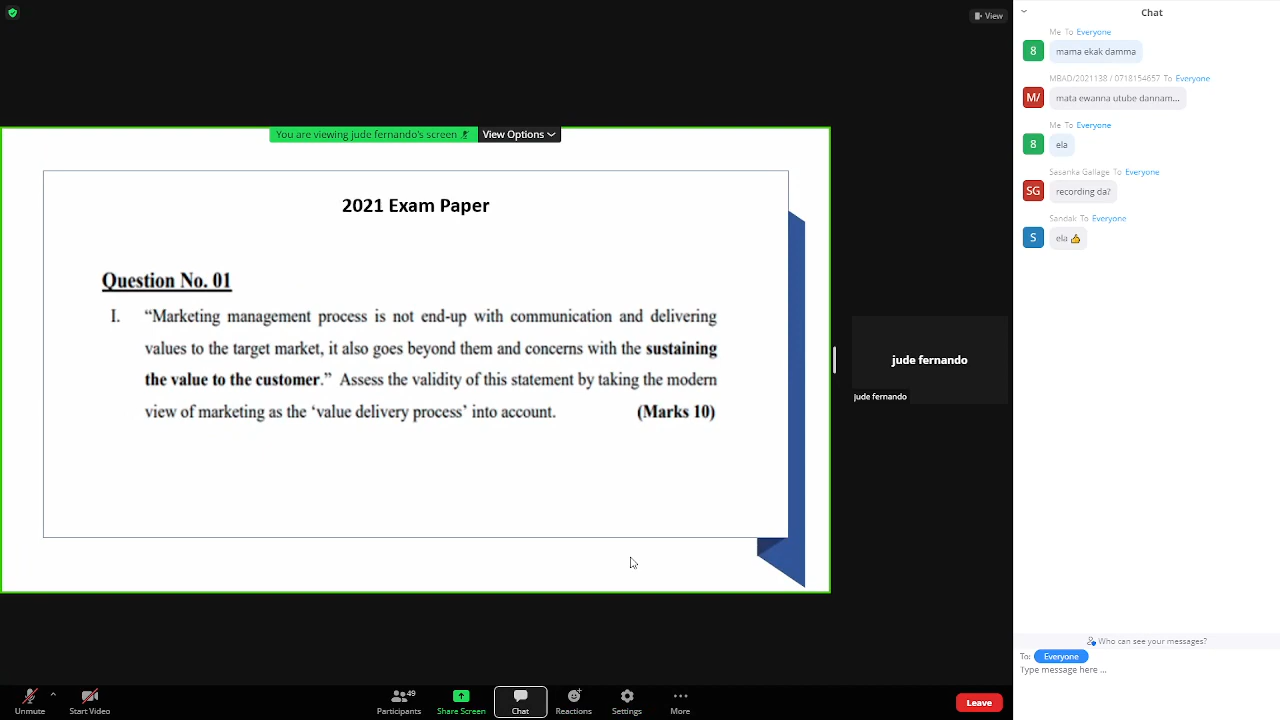 View
You are viewing jude fernando's screen
View Options
2021 Exam Paper
Question No. 01
I. “Marketing management process is not end-up with communication and delivering
values to the target market, it also goes beyond them and concerns with the sustaining
the value to the customer.” Assess the validity of this statement by taking the modern
view of marketing as the ‘value delivery process’ into account. (Marks 10)
jude fernando
jude fernando
Chat
Me To Everyone
8 mama ekak damma
MBAD/2021138 / 0718154657 To Everyone
M/ mata ewanna utube dannam...
Me To Everyone
8 ela
Sasanka Gallage To Everyone
SG recording da?
Sandak To Everyone
S ela 👍
Who can see your messages?
To: Everyone
Type message here ...
Unmute
Start Video
49
Participants
Share Screen
Chat
Reactions
Settings
More
Leave